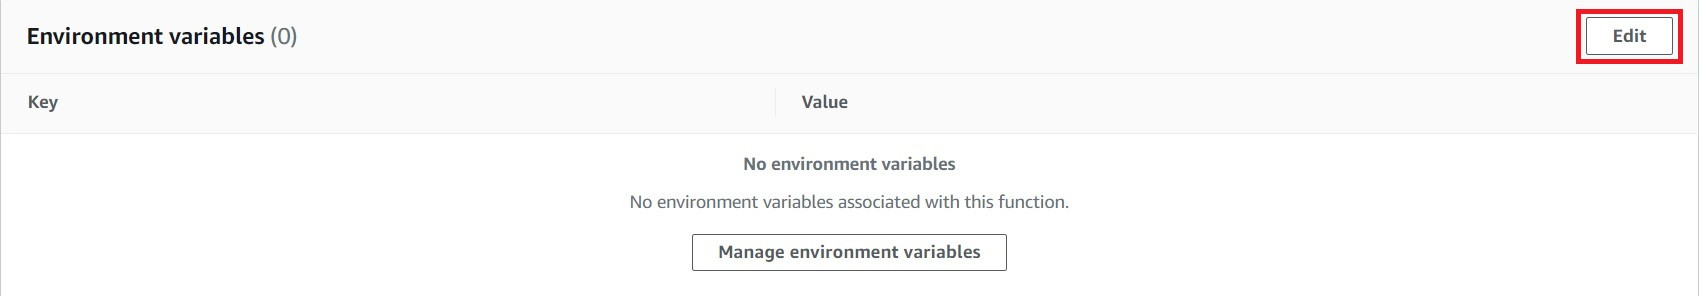 Environment variables (0)
Edit
Key
Value
No environment variables
No environment variables associated with this function.
Manage environment variables